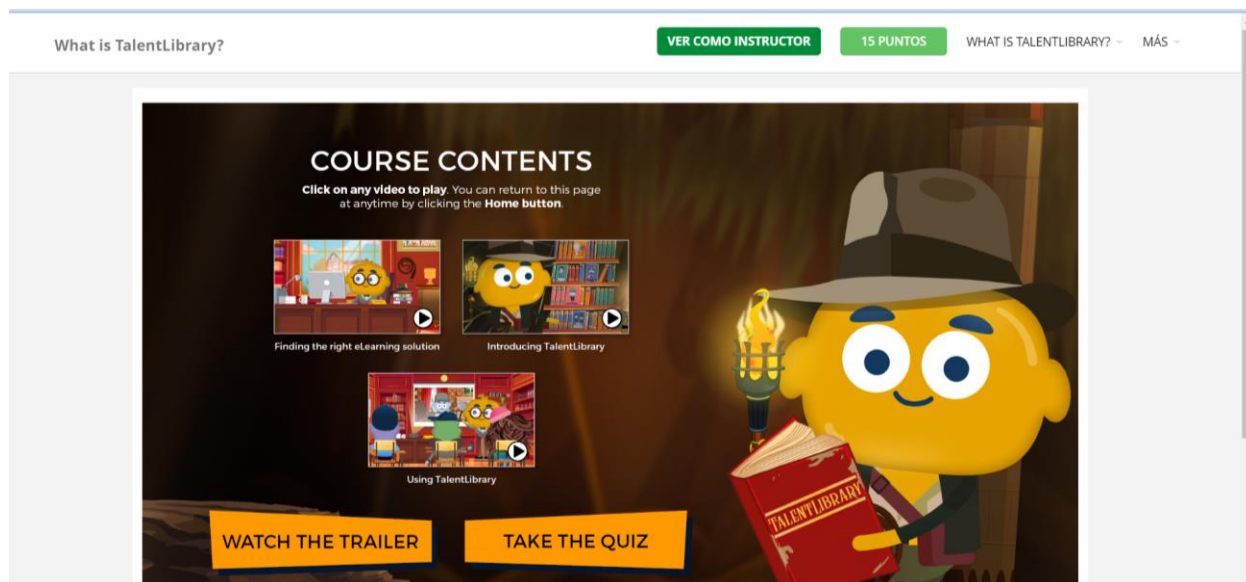 What is TalentLibrary?
VER COMO INSTRUCTOR
15 PUNTOS
WHAT IS TALENTLIBRARY?
MÁS
COURSE CONTENTS
Click on any video to play. You can return to this page
at anytime by clicking the Home button.
Finding the right eLearning solution
Introducing TalentLibrary
Using TalentLibrary
WATCH THE TRAILER
TAKE THE QUIZ
TALENTLIBRARY